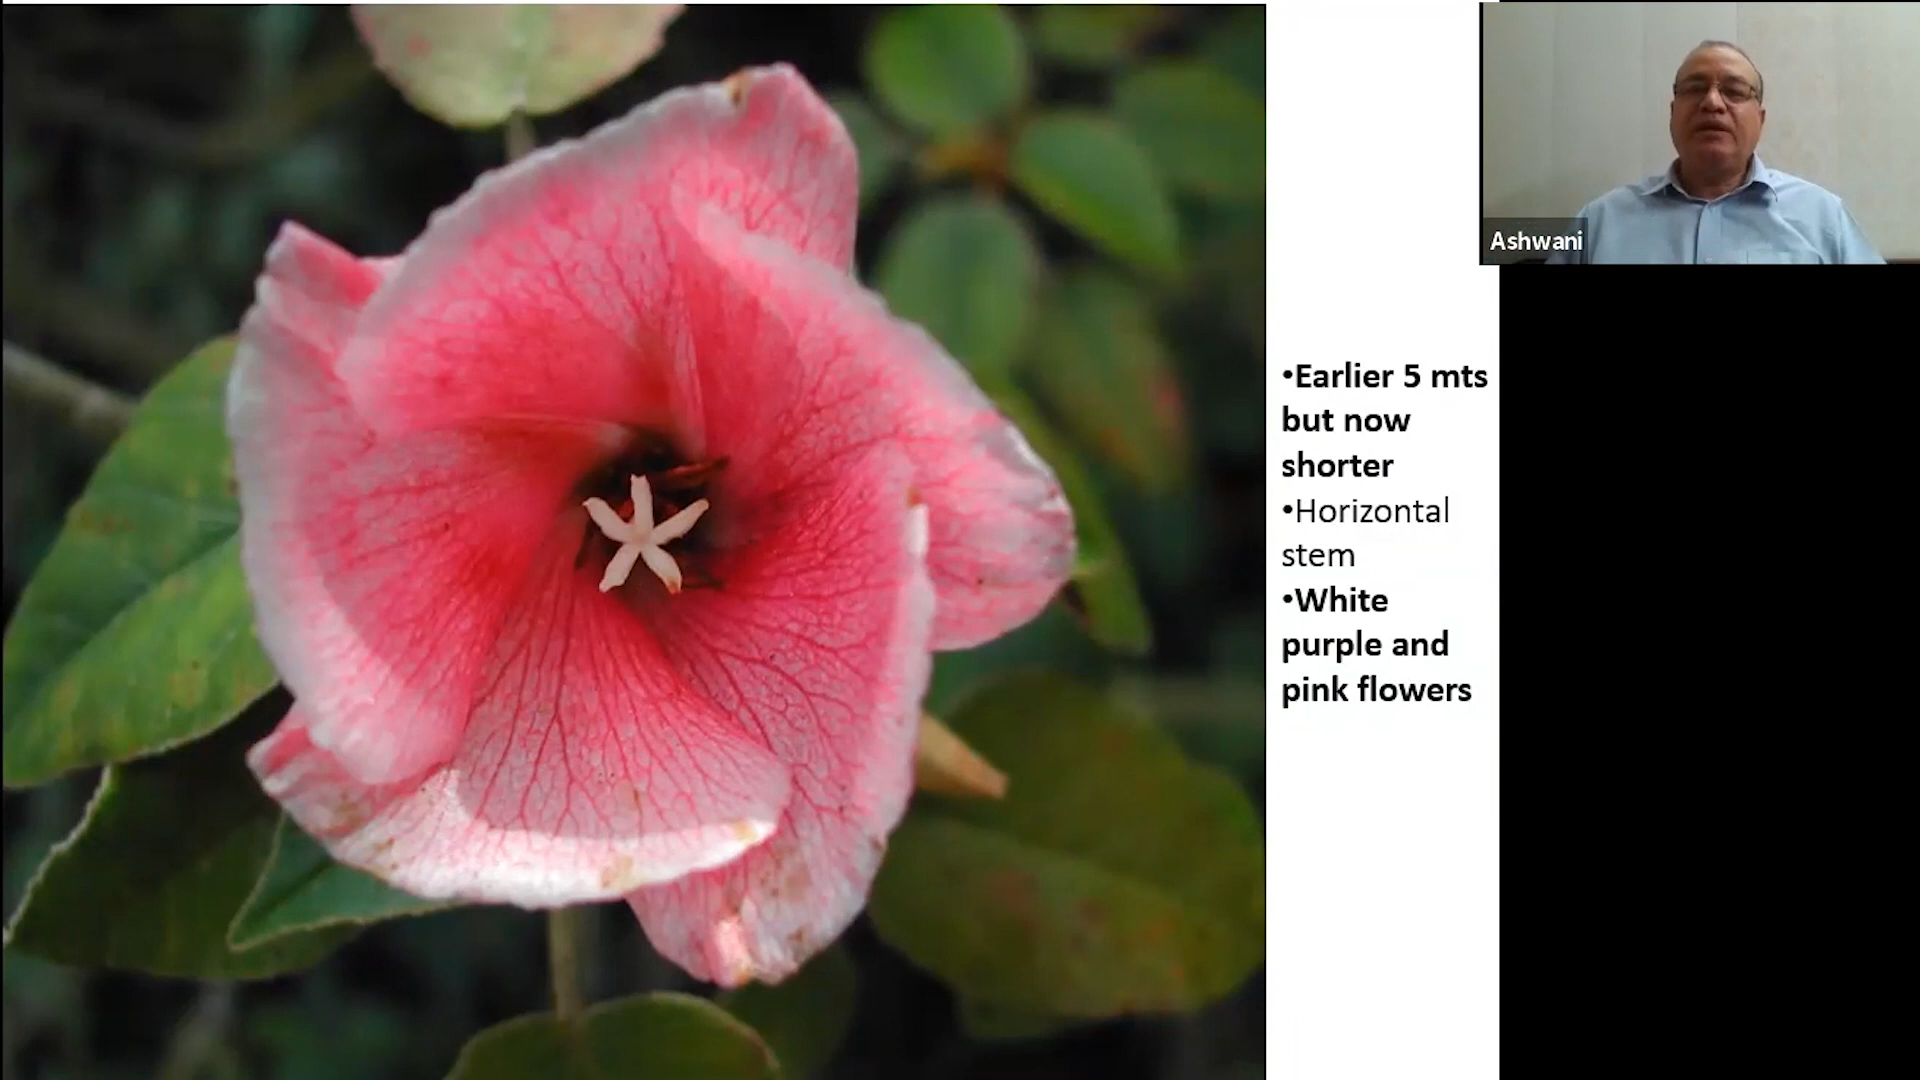 Ashwani
•Earlier 5 mts
but now
shorter
•Horizontal
stem
•White
purple and
pink flowers